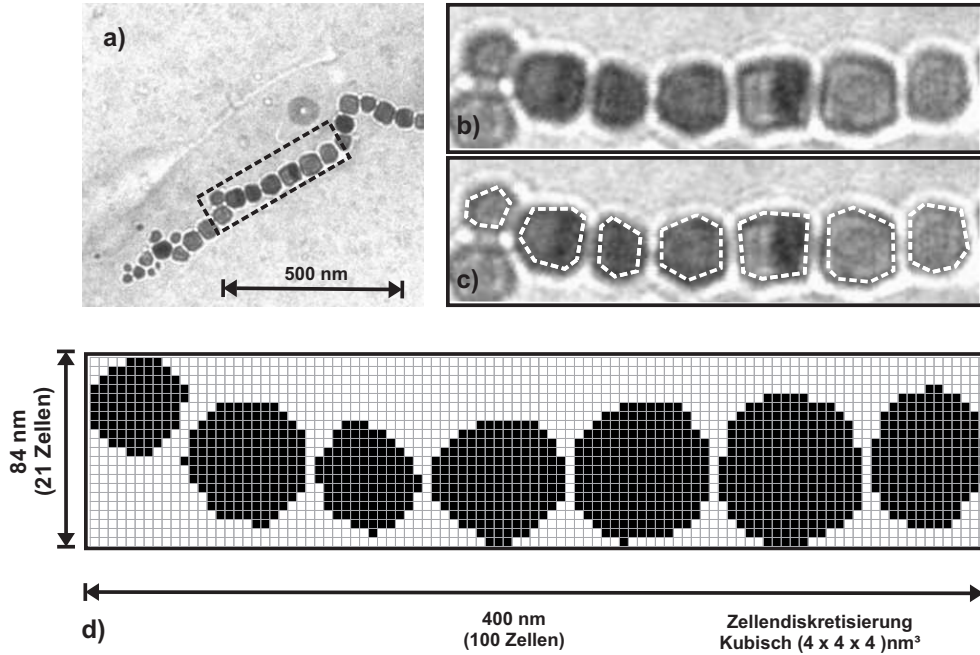 a)
500 nm
b)
c)
84 nm
(21 Zellen)
400 nm
(100 Zellen)
Zellendiskretisierung
Kubisch (4 x 4 x 4 )nm³
d)